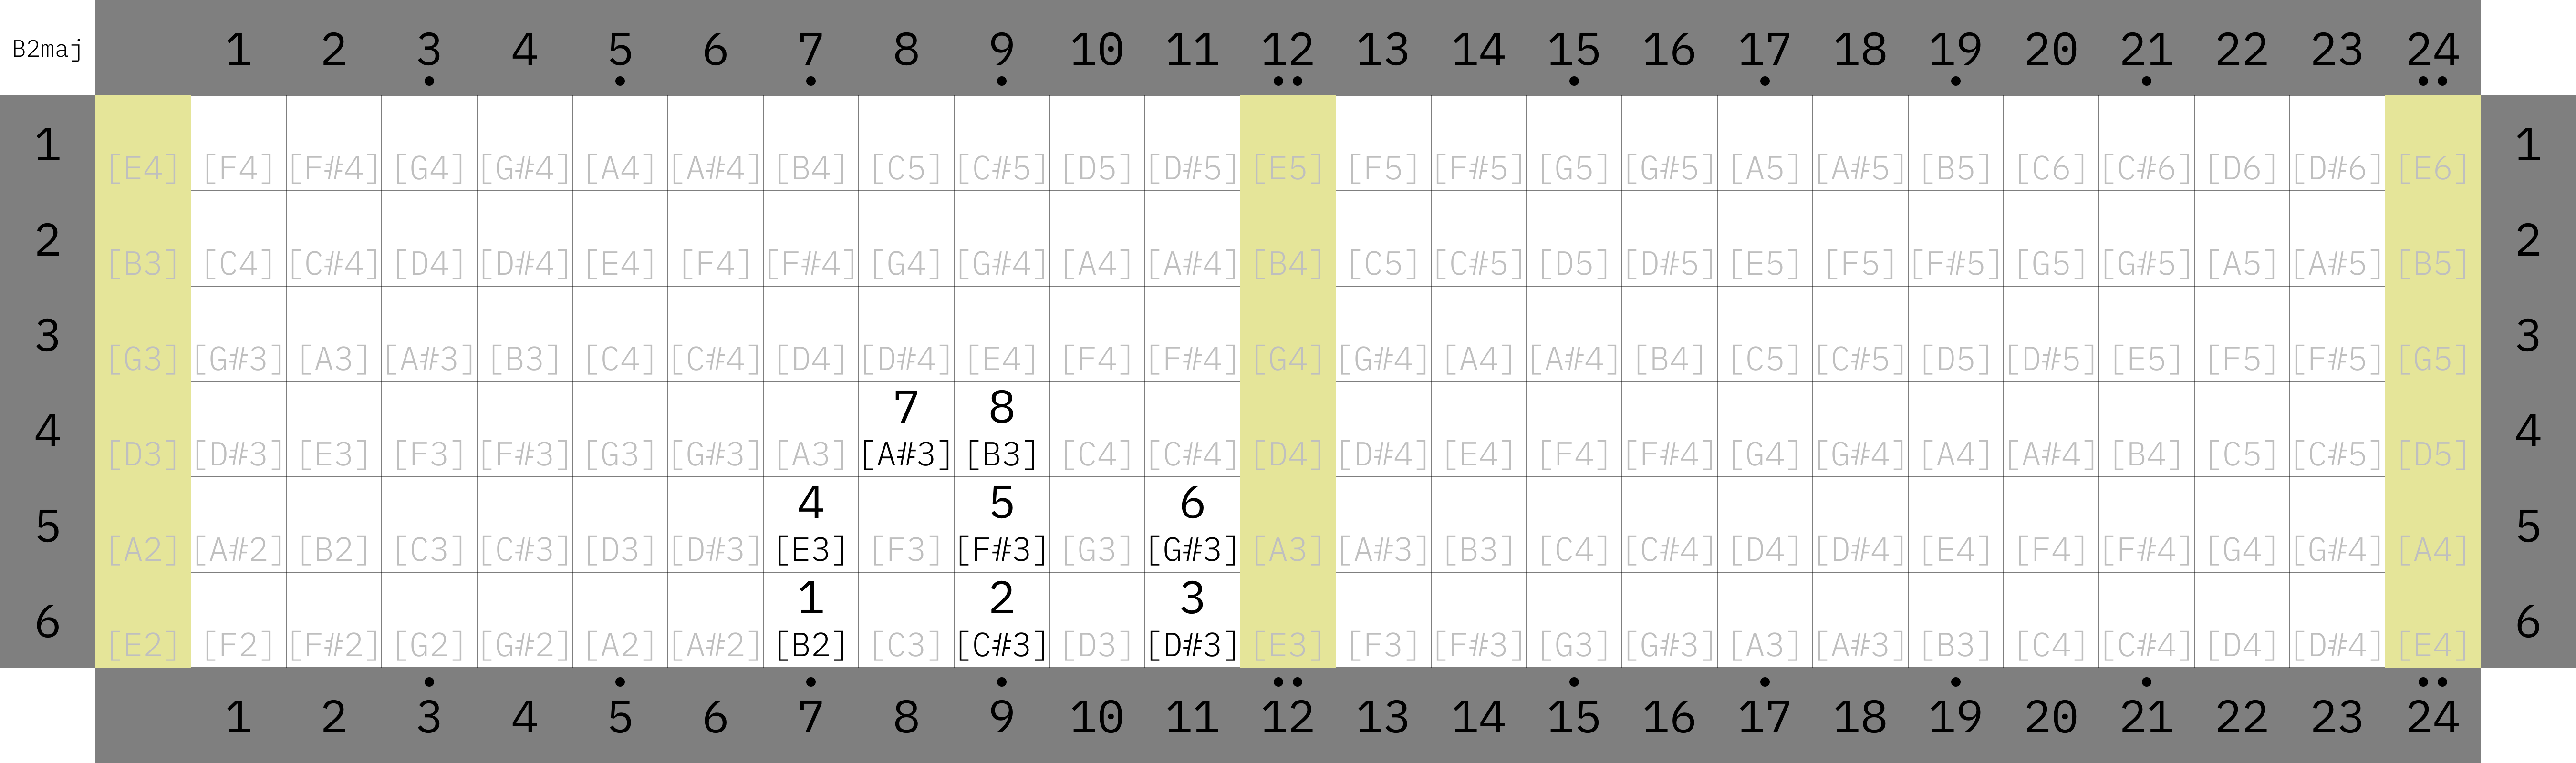 B2maj 1 2 3 4 5 6 7 8 9 10 11 12 13 14 15 16 17 18 19 20 21 22 23 24
1 [E4] [F4] [F#4] [G4] [G#4] [A4] [A#4] [B4] [C5] [C#5] [D5] [D#5] [E5] [F5] [F#5] [G5] [G#5] [A5] [A#5] [B5] [C6] [C#6] [D6] [D#6] [E6] 1
2 [B3] [C4] [C#4] [D4] [D#4] [E4] [F4] [F#4] [G4] [G#4] [A4] [A#4] [B4] [C5] [C#5] [D5] [D#5] [E5] [F5] [F#5] [G5] [G#5] [A5] [A#5] [B5] 2
3 [G3] [G#3] [A3] [A#3] [B3] [C4] [C#4] [D4] [D#4] [E4] [F4] [F#4] [G4] [G#4] [A4] [A#4] [B4] [C5] [C#5] [D5] [D#5] [E5] [F5] [F#5] [G5] 3
7 8
4 [D3] [D#3] [E3] [F3] [F#3] [G3] [G#3] [A3] [A#3] [B3] [C4] [C#4] [D4] [D#4] [E4] [F4] [F#4] [G4] [G#4] [A4] [A#4] [B4] [C5] [C#5] [D5] 4
4 5 6
5 [A2] [A#2] [B2] [C3] [C#3] [D3] [D#3] [E3] [F3] [F#3] [G3] [G#3] [A3] [A#3] [B3] [C4] [C#4] [D4] [D#4] [E4] [F4] [F#4] [G4] [G#4] [A4] 5
1 2 3
6 [E2] [F2] [F#2] [G2] [G#2] [A2] [A#2] [B2] [C3] [C#3] [D3] [D#3] [E3] [F3] [F#3] [G3] [G#3] [A3] [A#3] [B3] [C4] [C#4] [D4] [D#4] [E4] 6
1 2 3 4 5 6 7 8 9 10 11 12 13 14 15 16 17 18 19 20 21 22 23 24